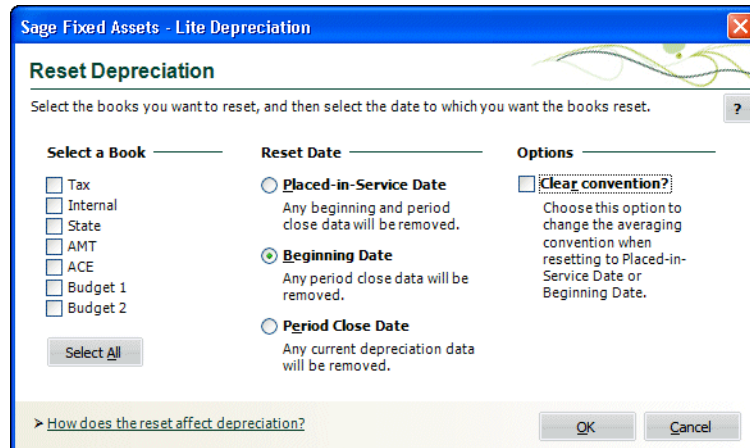 Sage Fixed Assets - Lite Depreciation
Reset Depreciation
Select the books you want to reset, and then select the date to which you want the books reset.
?
Select a Book
Tax
Internal
State
AMT
ACE
Budget 1
Budget 2
Select All
Reset Date
Placed-in-Service Date
Any beginning and period
close data will be removed.
Beginning Date
Any period close data will be
removed.
Period Close Date
Any current depreciation data
will be removed.
Options
Clear convention?
Choose this option to
change the averaging
convention when
resetting to Placed-in-
Service Date or
Beginning Date.
How does the reset affect depreciation?
OK
Cancel